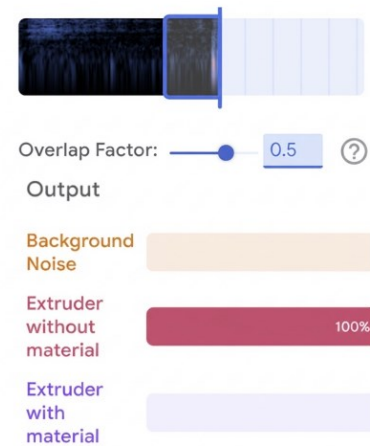 Overlap Factor: 0.5 ?
Output
Background
Noise
Extruder
without
material
100%
Extruder
with
material